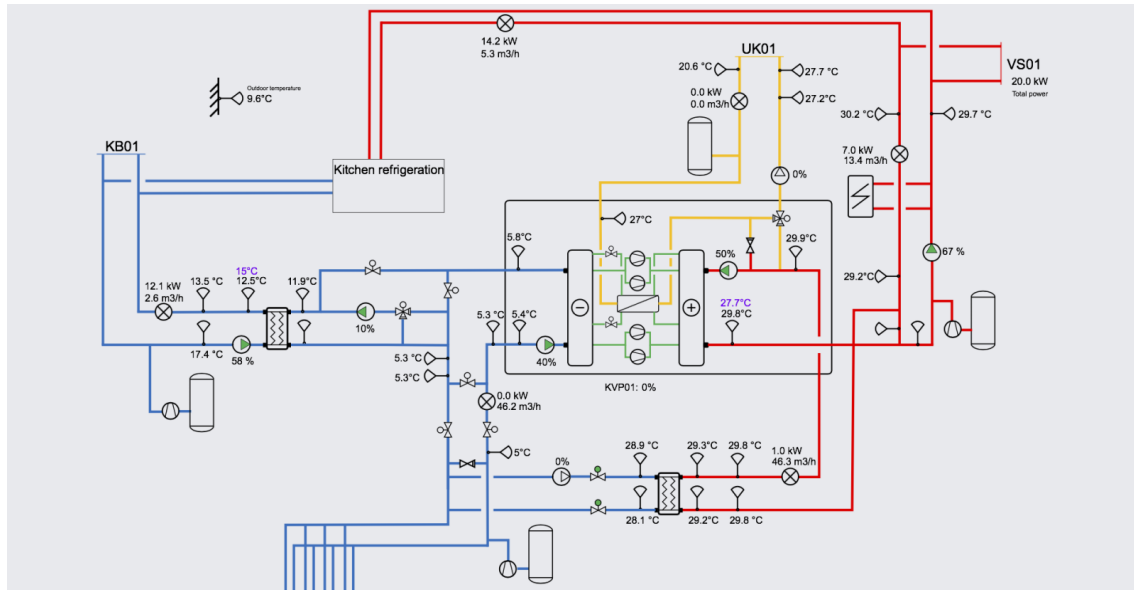 14.2 kW
5.3 m3/h
UK01
20.6 °C
27.7 °C
VS01
20.0 kW
Total power
Outdoor temperature
9.6°C
0.0 kW
0.0 m3/h
27.2°C
30.2 °C
29.7 °C
KB01
Kitchen refrigeration
7.0 kW
13.4 m3/h
0%
27°C
5.8°C
50%
29.9°C
67 %
15°C
13.5 °C
12.5°C
11.9°C
12.1 kW
2.6 m3/h
29.2°C
27.7°C
29.8°C
10%
5.3 °C
5.4°C
17.4 °C
58 %
40%
5.3 °C
5.3°C
KVP01: 0%
0.0 kW
46.2 m3/h
5°C
28.9 °C
29.3°C
29.8 °C
1.0 kW
46.3 m3/h
0%
28.1 °C
29.2°C
29.8 °C